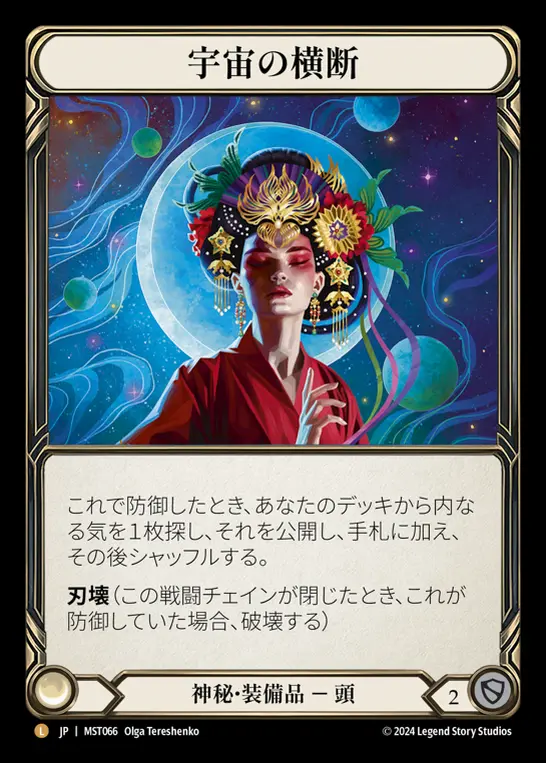 宇宙の横断
これで防御したとき、あなたのデッキから内な
る気を1枚探し、それを公開し、手札に加え、
その後シャッフルする。
刃壊(この戦闘チェインが閉じたとき、これが
防御していた場合、破壊する)
神秘・装備品 － 頭
2
L JP | MST066 Olga Tereshenko
© 2024 Legend Story Studios